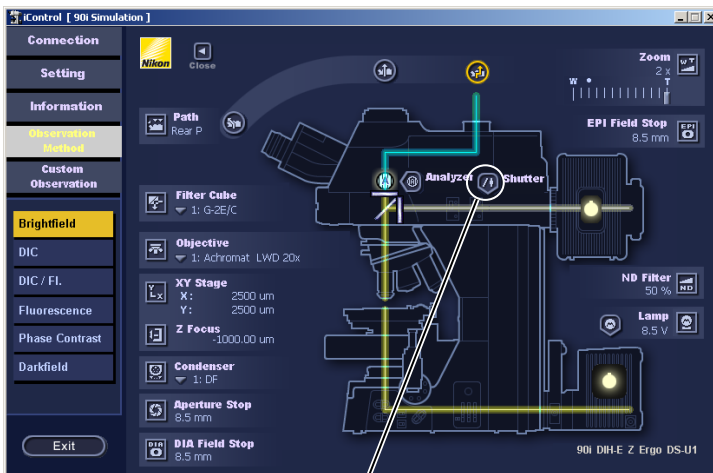 iControl [ 90i Simulation ]
Connection
Setting
Information
Observation
Method
Custom
Observation
Brightfield
DIC
DIC / Fl.
Fluorescence
Phase Contrast
Darkfield
Exit
Nikon
Close
Path
Rear P
Filter Cube
1: G-2E/C
Objective
1: Achromat LWD 20x
XY Stage
X: 2500 um
Y: 2500 um
Z Focus
-1000.00 um
Condenser
1: DF
Aperture Stop
8.5 mm
DIA
DIA Field Stop
8.5 mm
Analyzer
Shutter
Zoom
2 x
W T
W T
EPI Field Stop
8.5 mm
EPI
ND Filter
50 %
ND
Lamp
8.5 V
90i DIH-E Z Ergo DS-U1